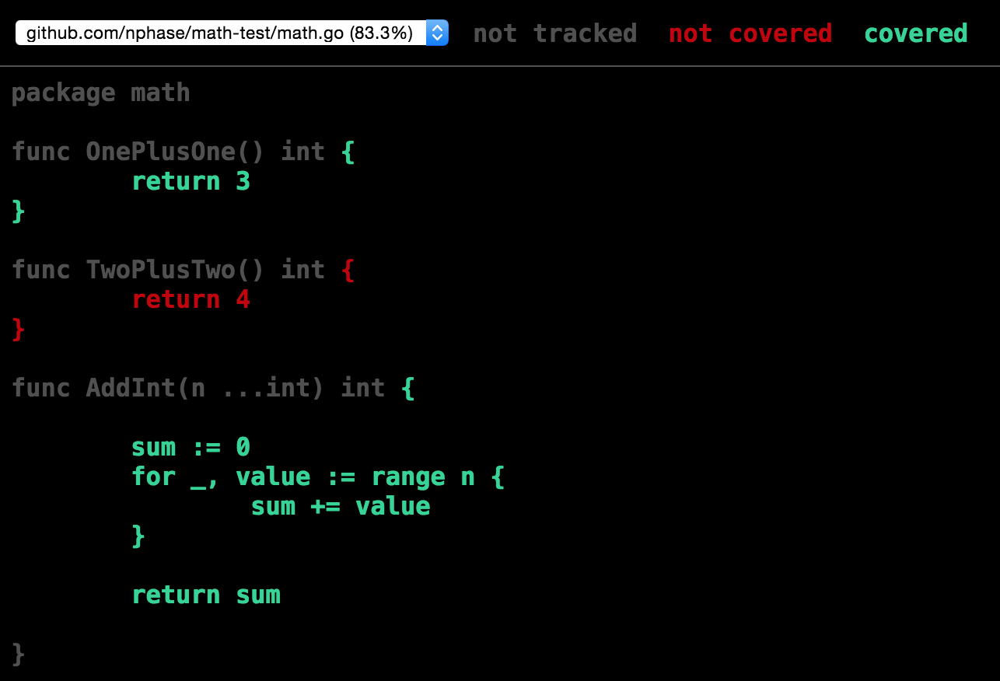 github.com/nphase/math-test/math.go (83.3%) not tracked not covered covered
package math
func OnePlusOne() int {
return 3
}
func TwoPlusTwo() int {
return 4
}
func AddInt(n ...int) int {
sum := 0
for _, value := range n {
sum += value
}
return sum
}